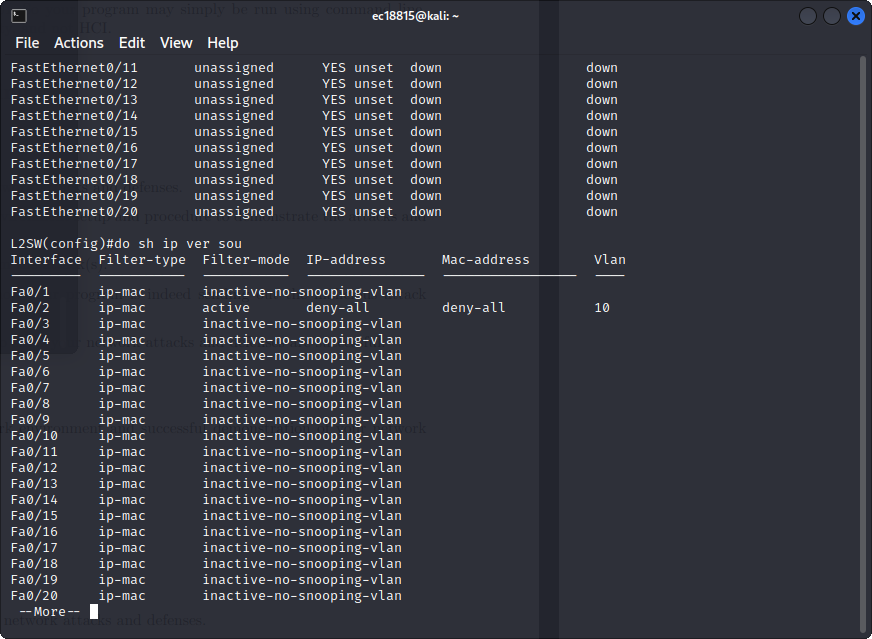 program may simply be run using command
HCL
ec18815@kali: ~
File Actions Edit View Help
FastEthernet0/11 unassigned YES unset down down
FastEthernet0/12 unassigned YES unset down down
FastEthernet0/13 unassigned YES unset down down
FastEthernet0/14 unassigned YES unset down down
FastEthernet0/15 unassigned YES unset down down
FastEthernet0/16 unassigned YES unset down down
FastEthernet0/17 unassigned YES unset down down
FastEthernet0/18 unassigned YES unset down down
FastEthernet0/19 unassigned YES unset down down
FastEthernet0/20 unassigned YES unset down down
L2SW(config)#do sh ip ver sou
Interface Filter-type Filter-mode IP-address Mac-address Vlan
Fa0/1 ip-mac inactive-no-snooping-vlan
Fa0/2 ip-mac active deny-all deny-all 10
Fa0/3 ip-mac inactive-no-snooping-vlan
Fa0/4 ip-mac inactive-no-snooping-vlan
Fa0/5 ip-mac inactive-no-snooping-vlan
Fa0/6 ip-mac inactive-no-snooping-vlan
Fa0/7 ip-mac inactive-no-snooping-vlan
Fa0/8 ip-mac inactive-no-snooping-vlan
Fa0/9 ip-mac inactive-no-snooping-vlan
Fa0/10 ip-mac inactive-no-snooping-vlan
Fa0/11 ip-mac inactive-no-snooping-vlan
Fa0/12 ip-mac inactive-no-snooping-vlan
Fa0/13 ip-mac inactive-no-snooping-vlan
Fa0/14 ip-mac inactive-no-snooping-vlan
Fa0/15 ip-mac inactive-no-snooping-vlan
Fa0/16 ip-mac inactive-no-snooping-vlan
Fa0/17 ip-mac inactive-no-snooping-vlan
Fa0/18 ip-mac inactive-no-snooping-vlan
Fa0/19 ip-mac inactive-no-snooping-vlan
Fa0/20 ip-mac inactive-no-snooping-vlan
--More--
network attacks and defenses